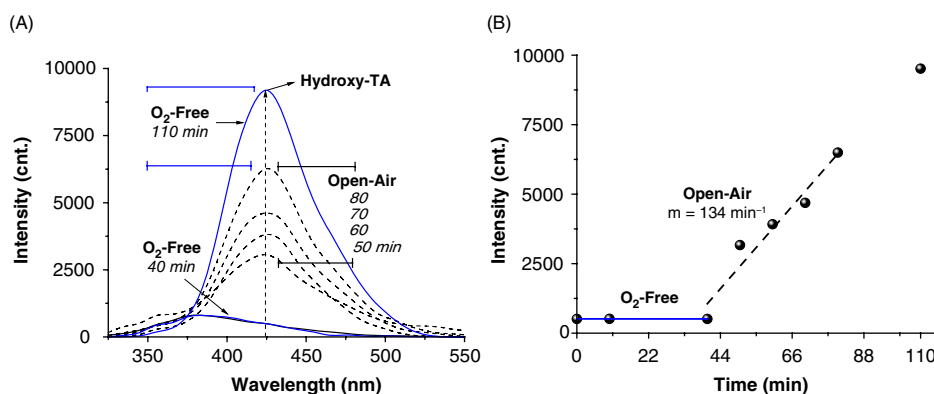 (A)
10000
7500
5000
2500
0
Intensity (cnt.)
350
400
450
500
550
Wavelength (nm)
Hydroxy-TA
O₂-Free
110 min
Open-Air
80
70
60
50 min
O₂-Free
40 min
(B)
10000
7500
5000
2500
0
Intensity (cnt.)
0
22
44
66
88
110
Time (min)
Open-Air
m = 134 min⁻¹
O₂-Free